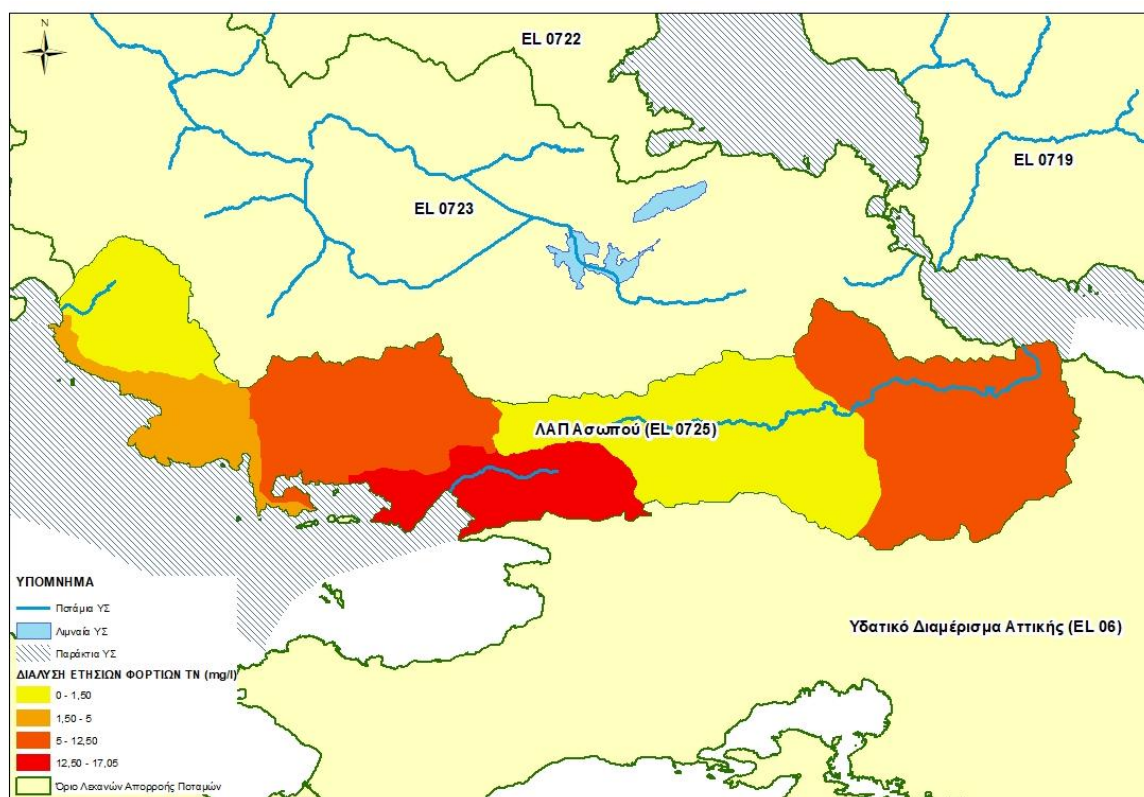 N
EL 0722
EL 0719
EL 0723
ΛΑΠ Ασωπού (EL 0725)
Υδατικό Διαμέρισμα Αττικής (EL 06)
ΥΠΟΜΝΗΜΑ
Ποτάμια ΥΣ
Λιμναία ΥΣ
Παράκτια ΥΣ
ΔΙΑΛΥΣΗ ΕΤΗΣΙΩΝ ΦΟΡΤΙΩΝ TN (mg/l)
0 - 1,50
1,50 - 5
5 - 12,50
12,50 - 17,05
Όριο Λεκανών Απορροής Ποταμών